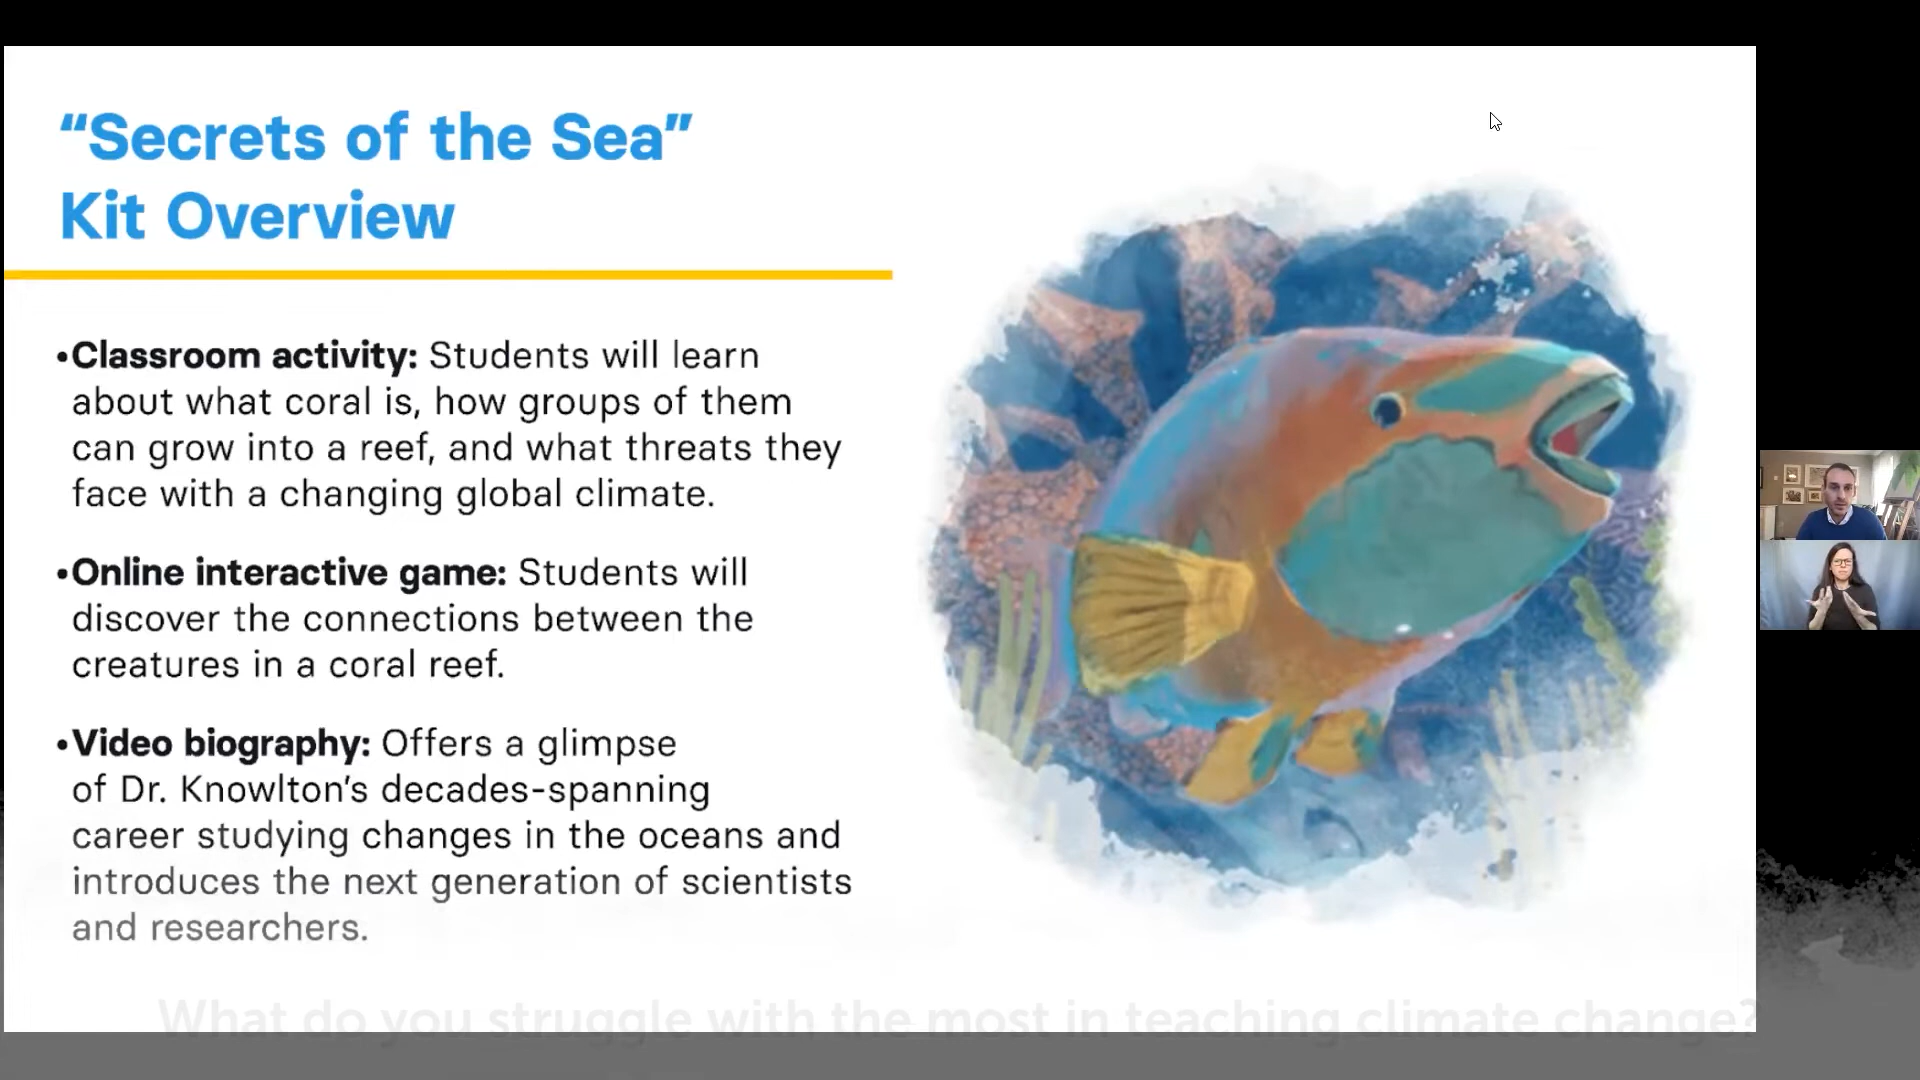 “Secrets of the Sea”
Kit Overview
•Classroom activity: Students will learn
about what coral is, how groups of them
can grow into a reef, and what threats they
face with a changing global climate.
•Online interactive game: Students will
discover the connections between the
creatures in a coral reef.
•Video biography: Offers a glimpse
of Dr. Knowlton’s decades-spanning
career studying changes in the oceans and
introduces the next generation of scientists
and researchers.
What do you struggle with the most in teaching climate change?